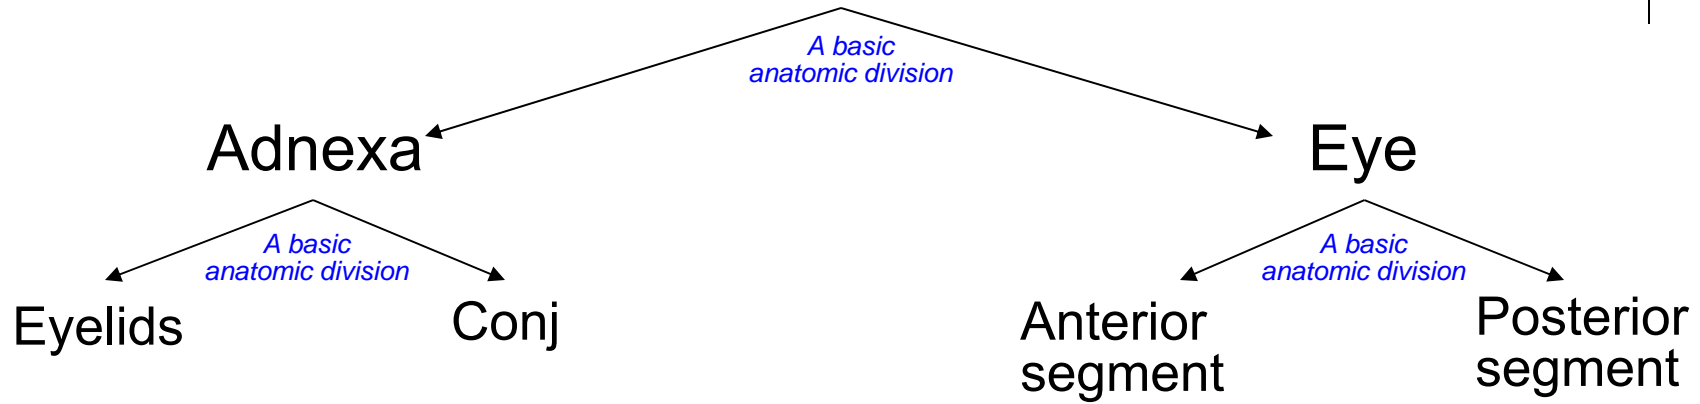 A basic
anatomic division
Adnexa
Eye
A basic
anatomic division
A basic
anatomic division
Eyelids
Conj
Anterior
segment
Posterior
segment